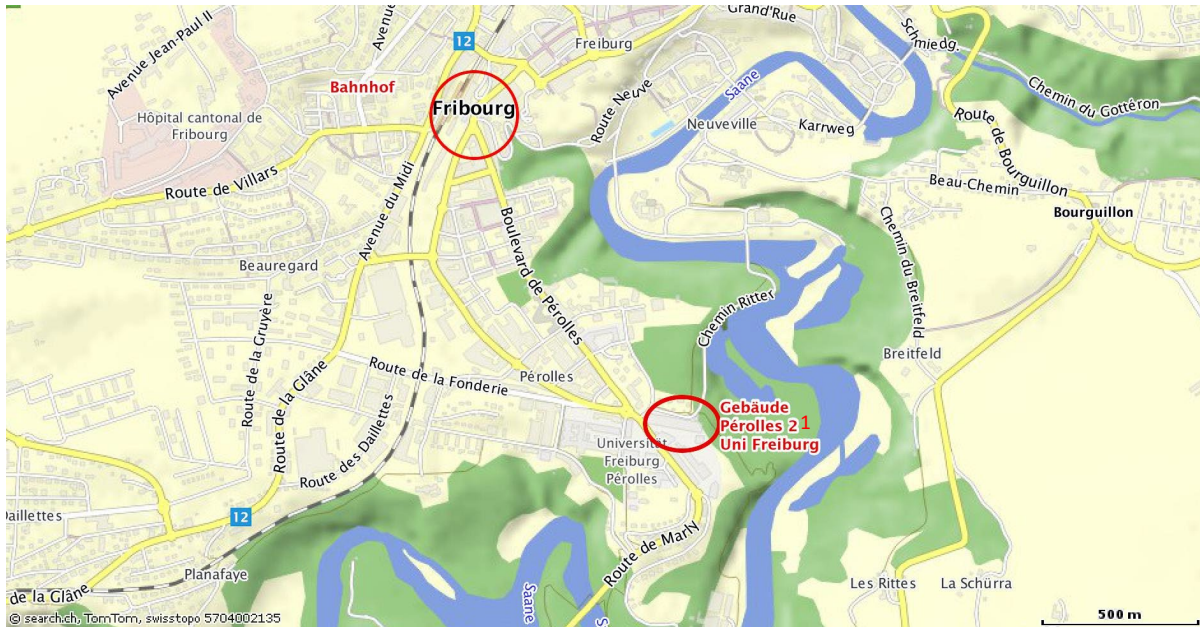 Avenue Jean-Paul II
Avenue
12
Grand'Rue
Freiburg
Schmiedg.
Bahnhof
Fribourg
Hôpital cantonal de
Fribourg
Route Neuve
Saane
Neuveville
Karrweg
Chemin du Gottéron
Route de Bourguillon
Route de Villars
Avenue du Midi
Beau-Chemin
Bourguillon
Boulevard de Pérolles
Chemin du Breitfeld
Beauregard
Chemin Ritter
Route de la Gruyère
Route de la Glâne
Breitfeld
Route de la Fonderie
Pérolles
Gebäude
Pérolles 2 1
Uni Freiburg
Universität
Freiburg
Pérolles
Route des Daillettes
Daillettes
12
Route de Marly
Planafaye
Saane
S
Les Rittes
La Schürra
de la Glâne
© search.ch, TomTom, swisstopo 5704002135
500 m